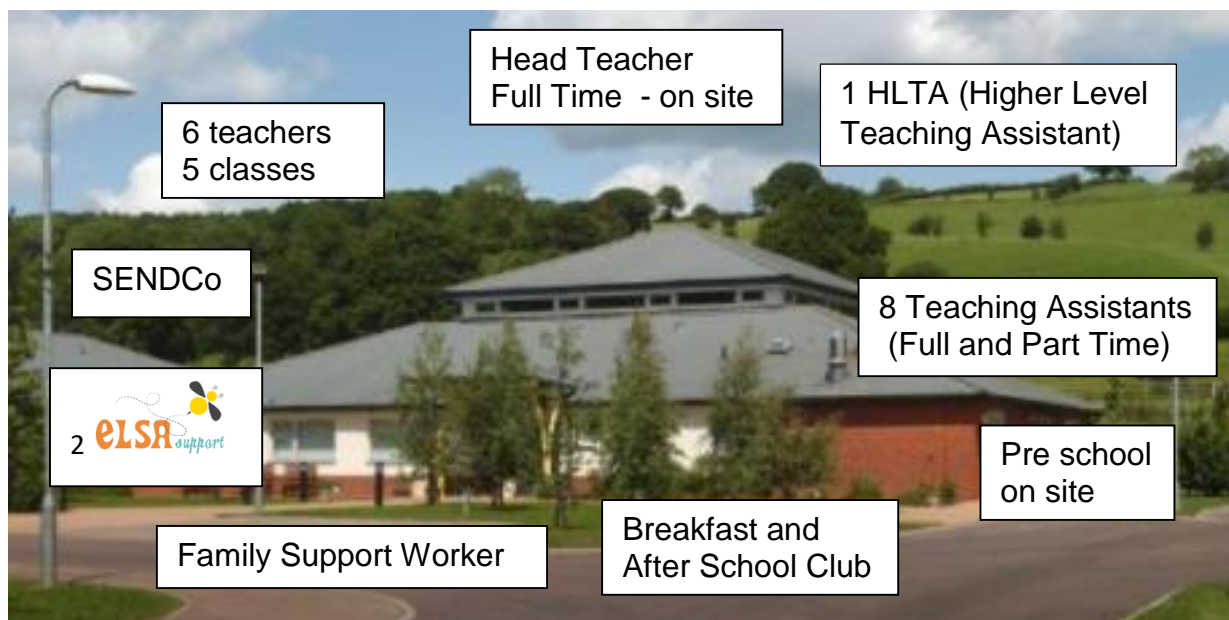 Head Teacher
Full Time - on site
1 HLTA (Higher Level
Teaching Assistant)
6 teachers
5 classes
SENDCo
8 Teaching Assistants
(Full and Part Time)
2 eLSA support
Pre school
on site
Family Support Worker
Breakfast and
After School Club